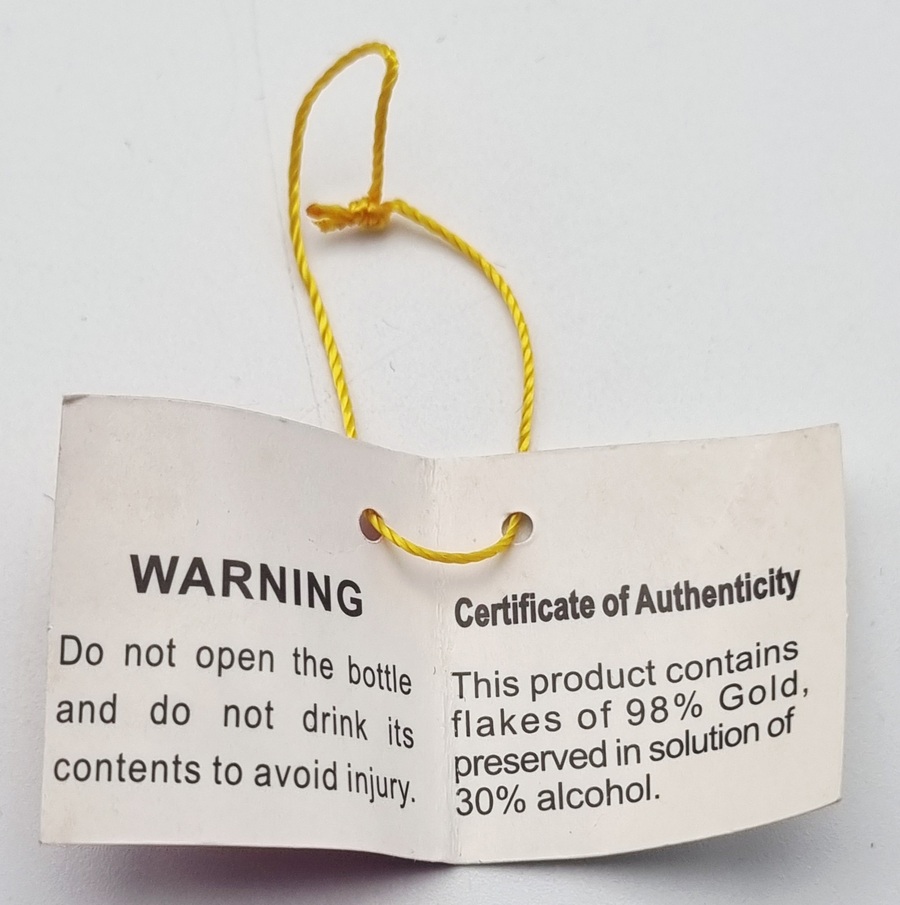 WARNING
Do not open the bottle
and do not drink its
contents to avoid injury.
Certificate of Authenticity
This product contains
flakes of 98% Gold,
preserved in solution of
30% alcohol.